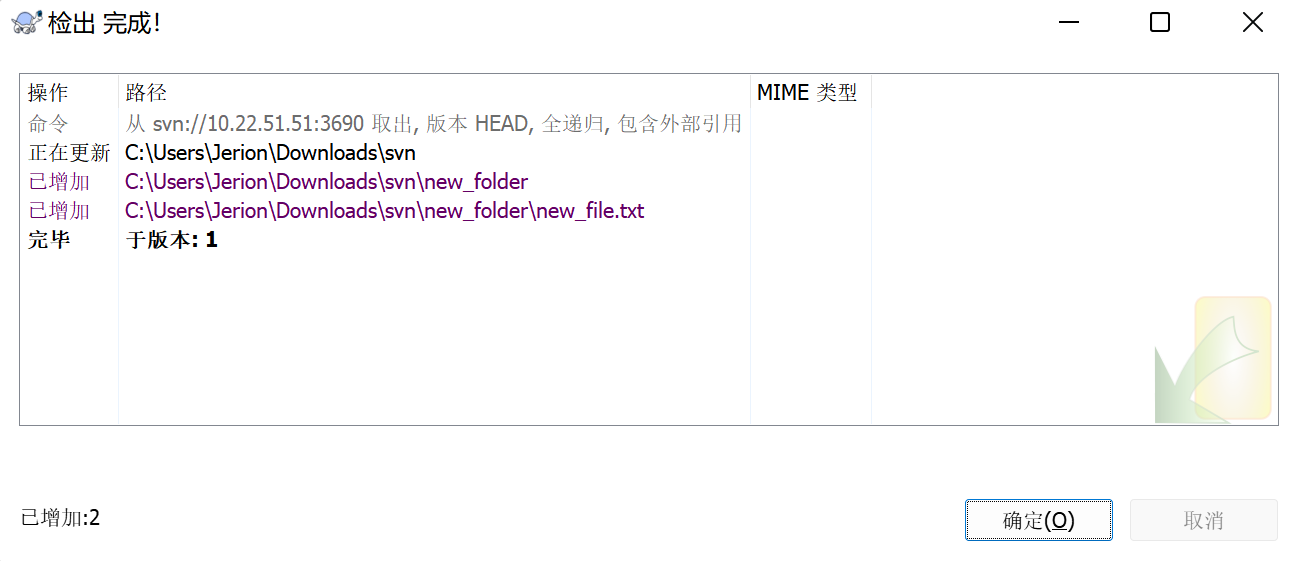 检出 完成!
操作 路径 MIME 类型
命令 从 svn://10.22.51.51:3690 取出, 版本 HEAD, 全递归, 包含外部引用
正在更新 C:\Users\Jerion\Downloads\svn
已增加 C:\Users\Jerion\Downloads\svn\new_folder
已增加 C:\Users\Jerion\Downloads\svn\new_folder\new_file.txt
完毕 于版本: 1
已增加:2 确定(O) 取消